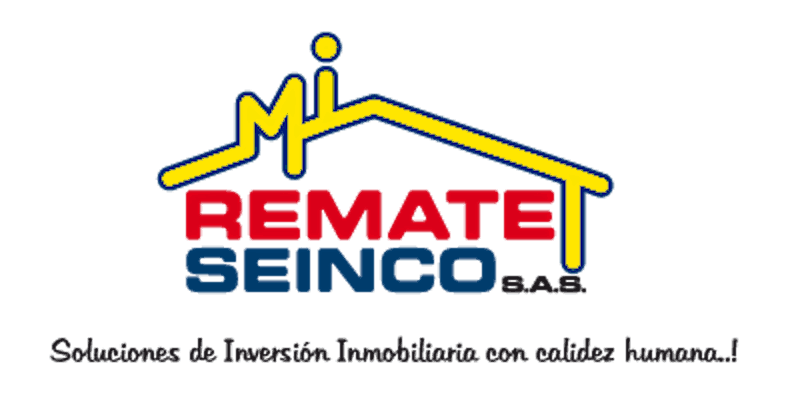 Mi
REMATE
SEINCO S.A.S.
Soluciones de Inversión Inmobiliaria con calidez humana..!